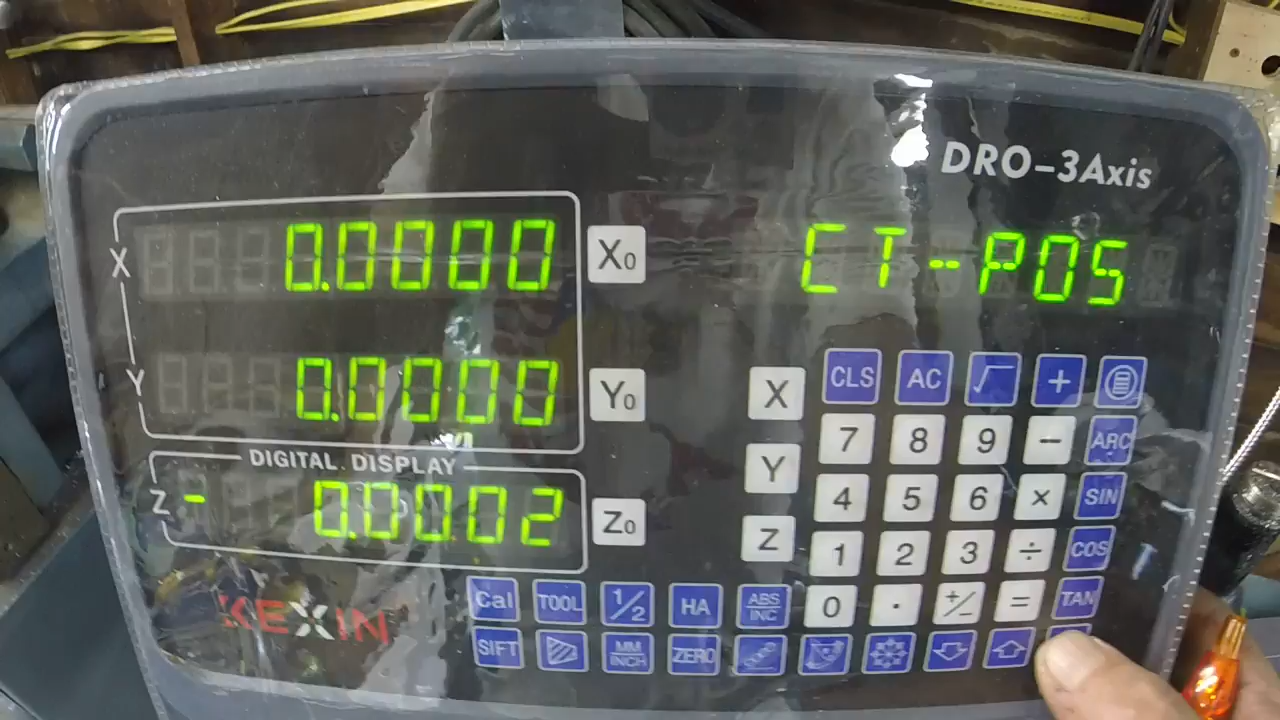 DRO-3Axis
X 0.0000 X0
CT-POS
Y 0.0000 Y0
DIGITAL DISPLAY
Z - 0.0002 Z0
KEXIN
X CLS AC √ +
7 8 9 - ARC
Y 4 5 6 × SIN
Z 1 2 3 ÷ COS
0 . +/- = TAN
Cal TOOL 1/2 HA ABS/INC
SIFT MM/INCH ZERO